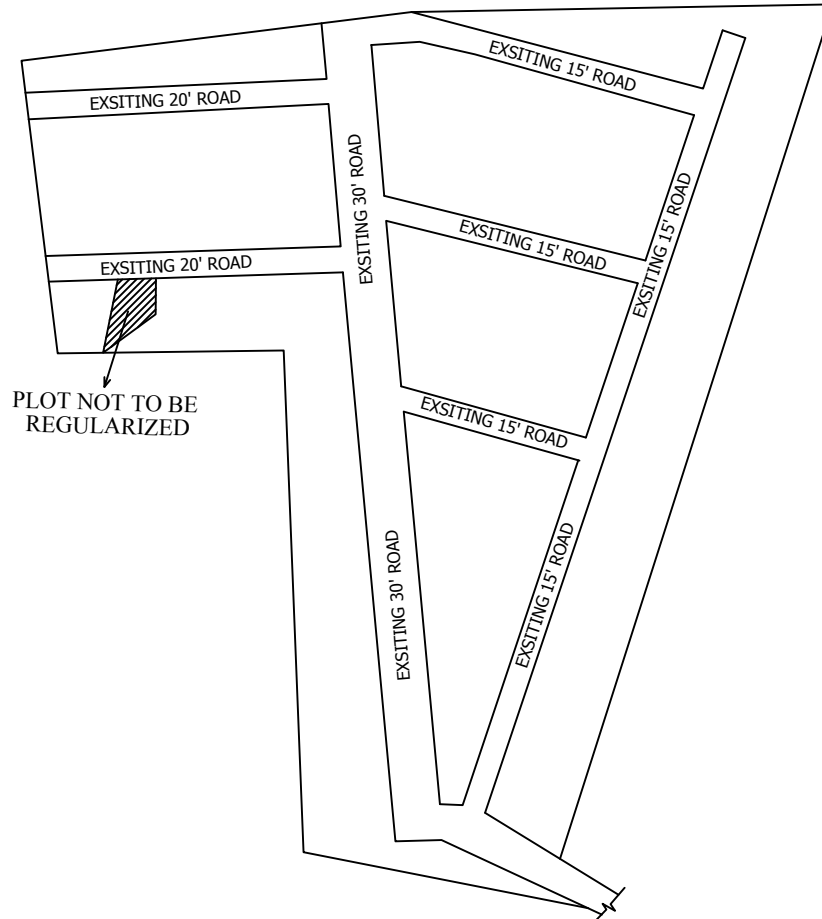 EXSITING 15' ROAD
EXSITING 20' ROAD
EXSITING 30' ROAD
EXSITING 15' ROAD
EXSITING 15' ROAD
EXSITING 20' ROAD
PLOT NOT TO BE
REGULARIZED
EXSITING 15' ROAD
EXSITING 30' ROAD
EXSITING 15' ROAD